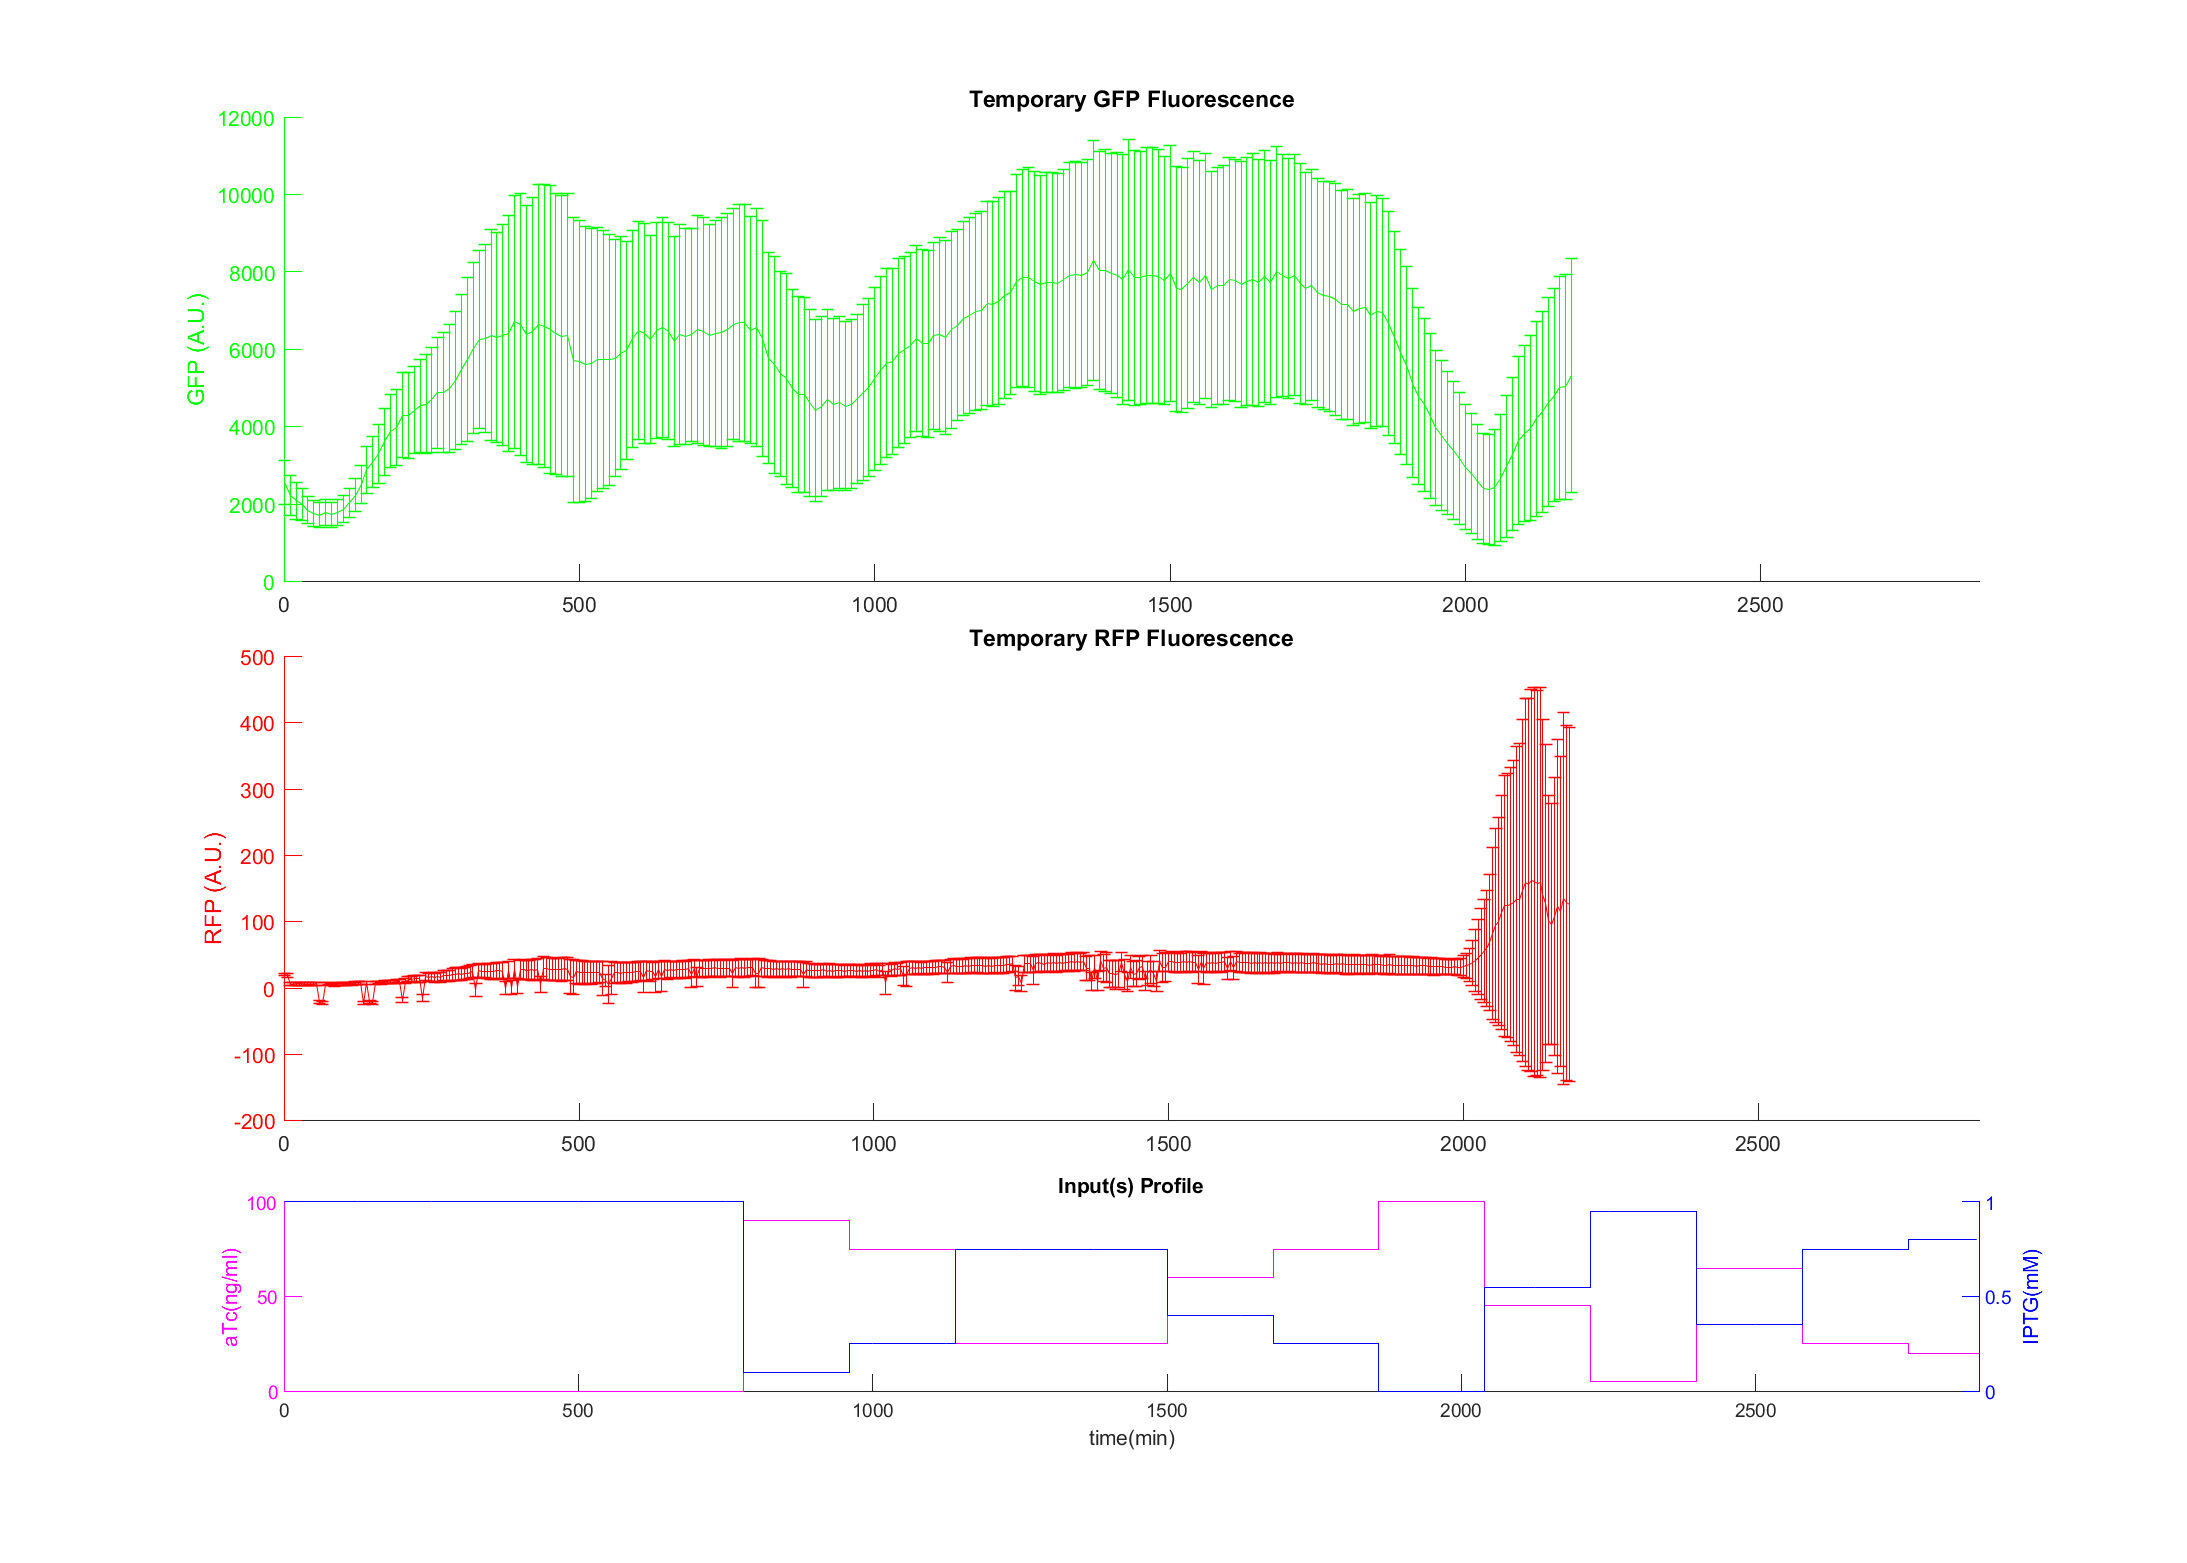 Temporary GFP Fluorescence
12000
10000
8000
6000
4000
2000
0
GFP (A.U.)
0 500 1000 1500 2000 2500
Temporary RFP Fluorescence
500
400
300
200
100
0
-100
-200
RFP (A.U.)
0 500 1000 1500 2000 2500
Input(s) Profile
100
50
0
aTc(ng/ml)
1
0.5
0
IPTG(mM)
0 500 1000 1500 2000 2500
time(min)